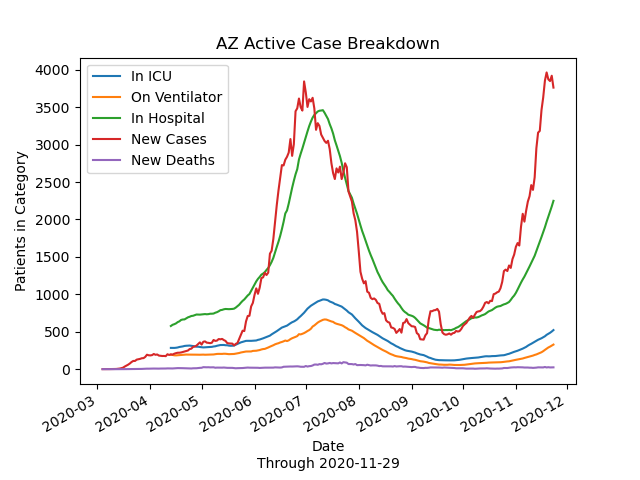 AZ Active Case Breakdown
In ICU
On Ventilator
In Hospital
New Cases
New Deaths
4000
3500
3000
2500
2000
1500
1000
500
0
Patients in Category
2020-03
2020-04
2020-05
2020-06
2020-07
2020-08
2020-09
2020-10
2020-11
2020-12
Date
Through 2020-11-29